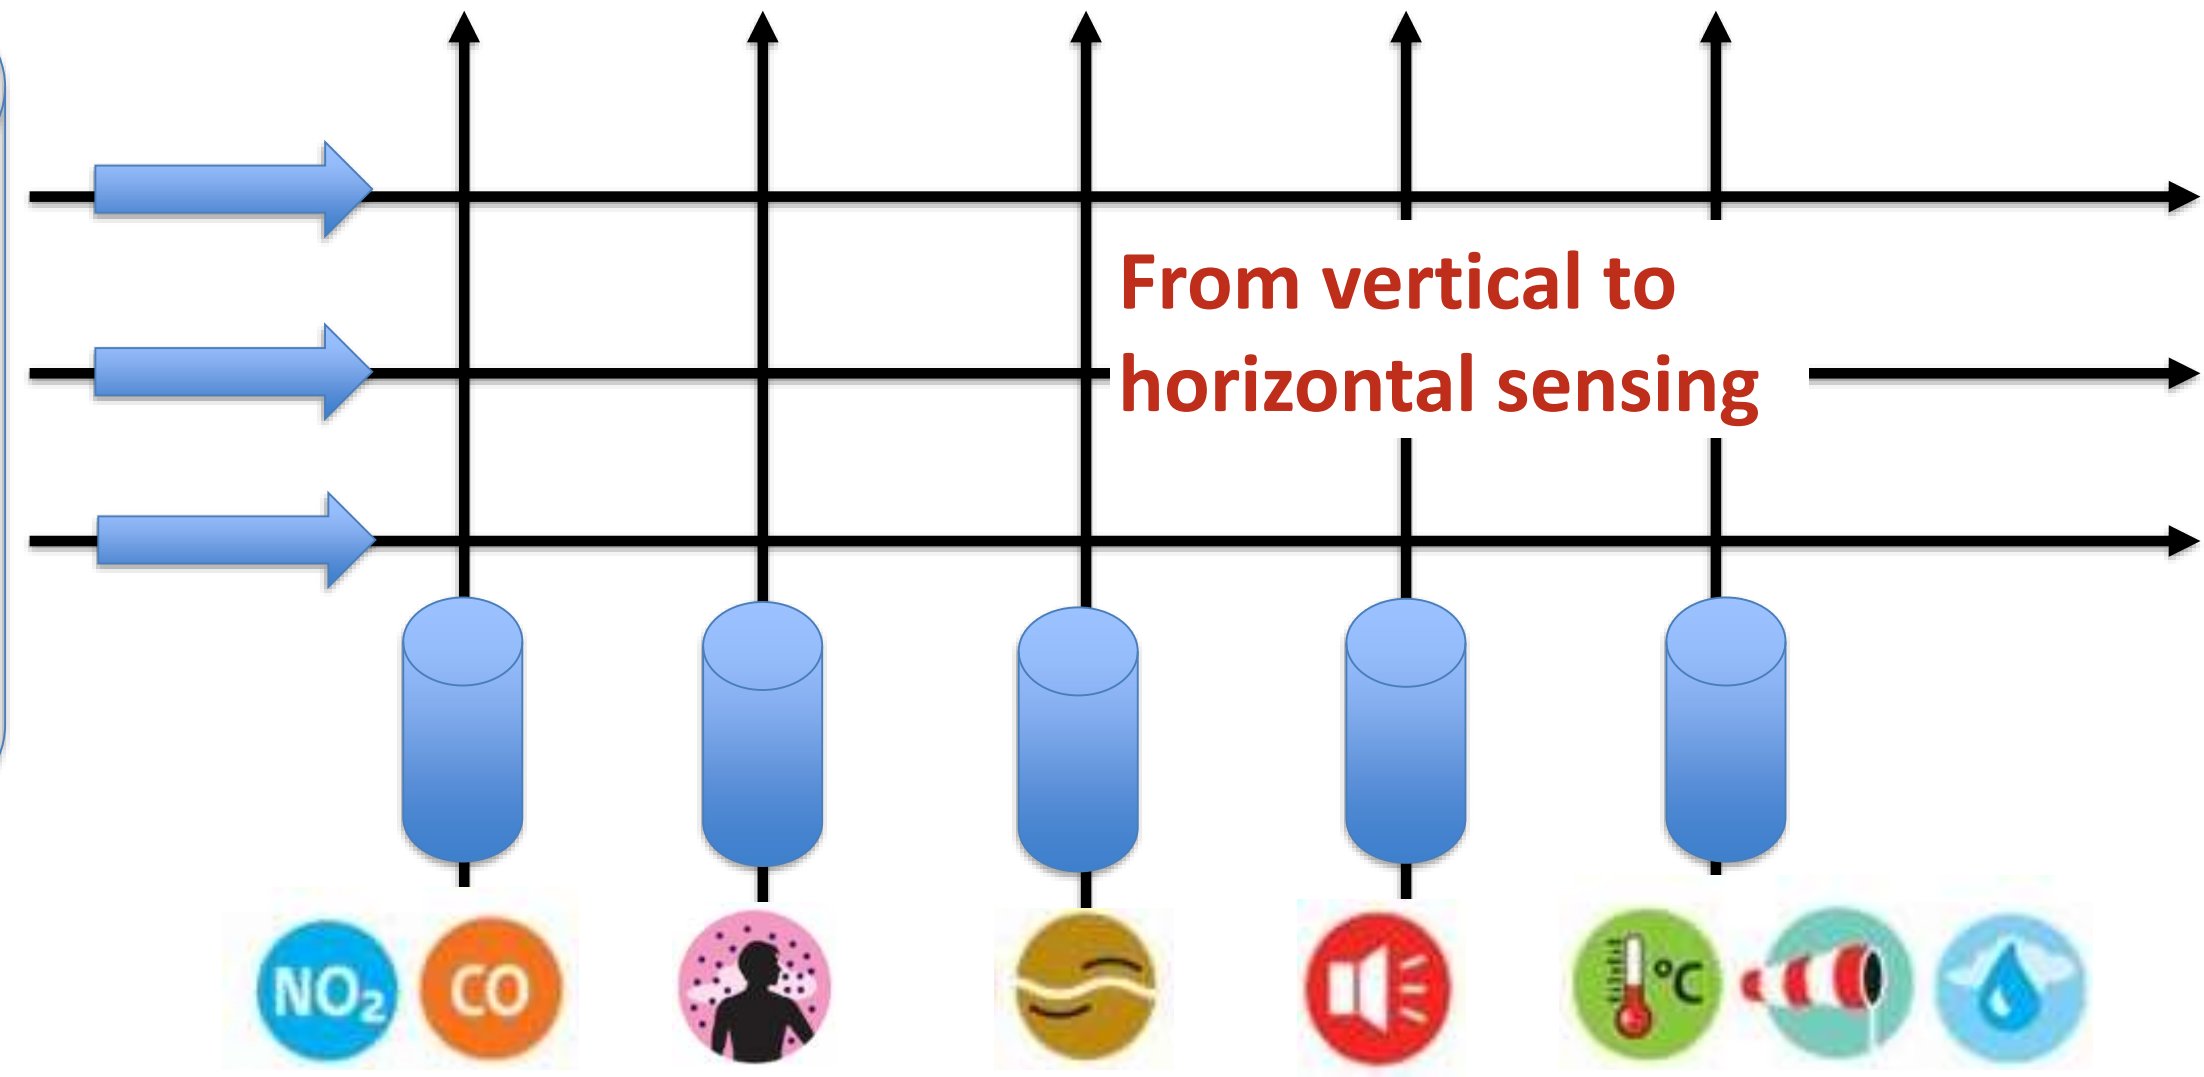 From vertical to
horizontal sensing
NO₂ CO °C